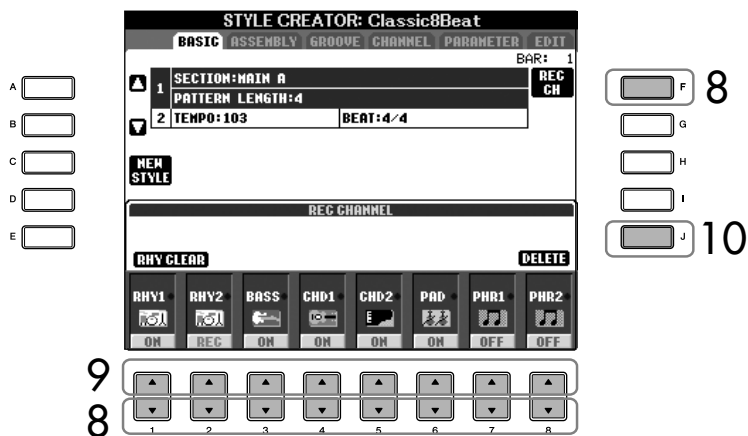 STYLE CREATOR: Classic8Beat
BASIC ASSEMBLY GROOVE CHANNEL PARAMETER EDIT
BAR: 1
1 SECTION:MAIN A
PATTERN LENGTH:4
REC CH
2 TEMPO:103 BEAT:4/4
NEW STYLE
A
B
C
D
E
F 8
G
H
I
J 10
REC CHANNEL
RHY CLEAR DELETE
RHY1 RHY2 BASS CHD1 CHD2 PAD PHR1 PHR2
ON REC ON ON ON ON OFF OFF
9
8
1 2 3 4 5 6 7 8